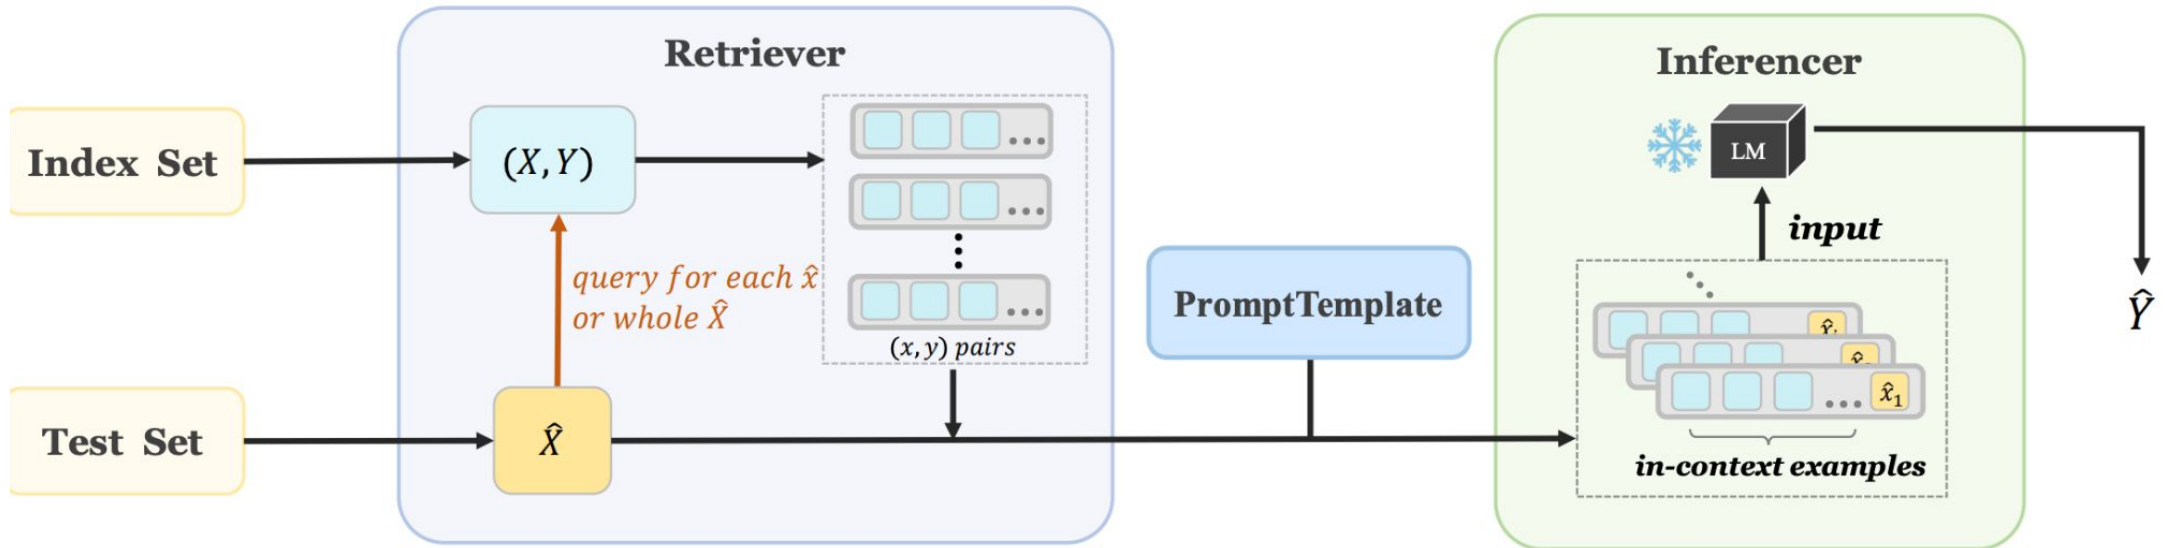 Retriever
Inferencer
Index Set
(X, Y)
LM
input
query for each x̂
or whole X̂
(x, y) pairs
PromptTemplate
Ŷ
Test Set
X̂
x̂₁
in-context examples